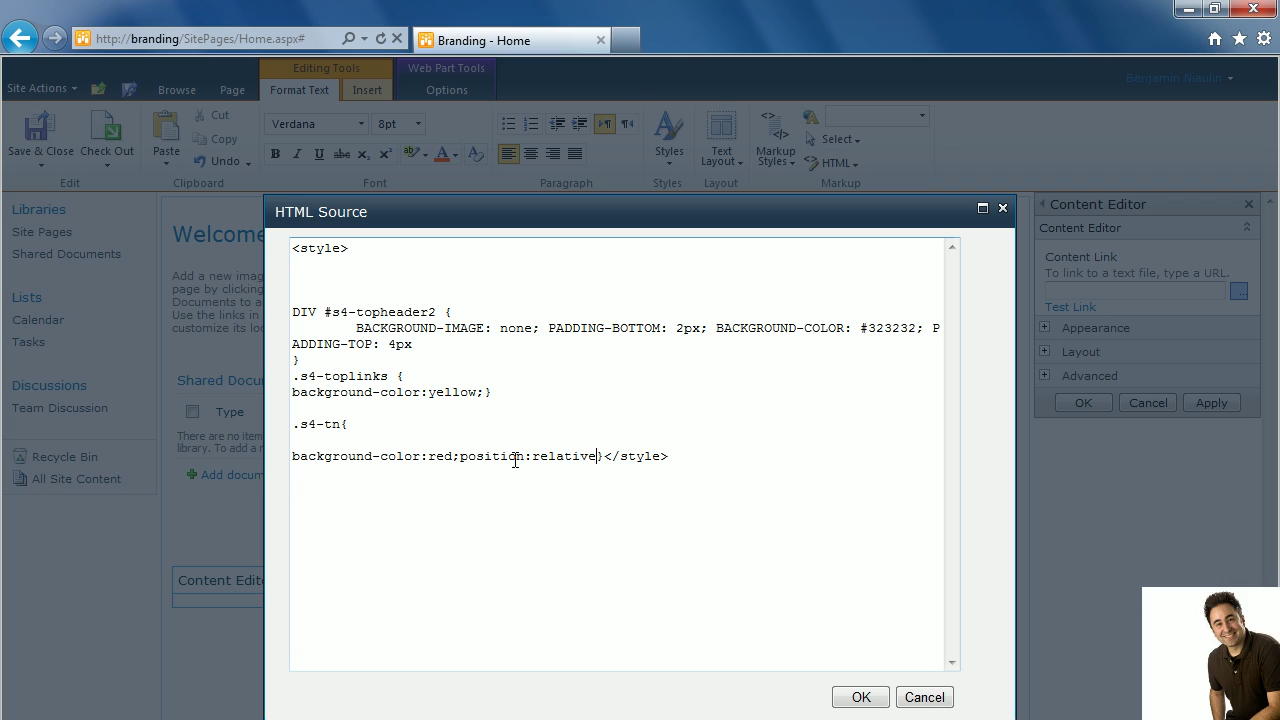 http://branding/SitePages/Home.aspx#
Branding - Home
Editing Tools
Web Part Tools
Benjamin Niaulin
Site Actions
Browse
Page
Format Text
Insert
Options
Save & Close
Check Out
Paste
Cut
Copy
Undo
Verdana
8pt
Styles
Text Layout
Markup Styles
Select
HTML
Edit
Clipboard
Font
Paragraph
Styles
Layout
Markup
Libraries
Site Pages
Shared Documents
Lists
Calendar
Tasks
Discussions
Team Discussion
Recycle Bin
All Site Content
Welcome
Add a new imag
page by clicking
Documents to a
Use the links in
customize its loo
Shared Docu
Type
There are no item
library. To add a n
Add docum
Content Edito
HTML Source
<style>
DIV #s4-topheader2 {
BACKGROUND-IMAGE: none; PADDING-BOTTOM: 2px; BACKGROUND-COLOR: #323232; P
ADDING-TOP: 4px
}
.s4-toplinks {
background-color:yellow;}
.s4-tn{
background-color:red;position:relative}</style>
OK
Cancel
Content Editor
Content Editor
Content Link
To link to a text file, type a URL.
...
Test Link
Appearance
Layout
Advanced
OK
Cancel
Apply